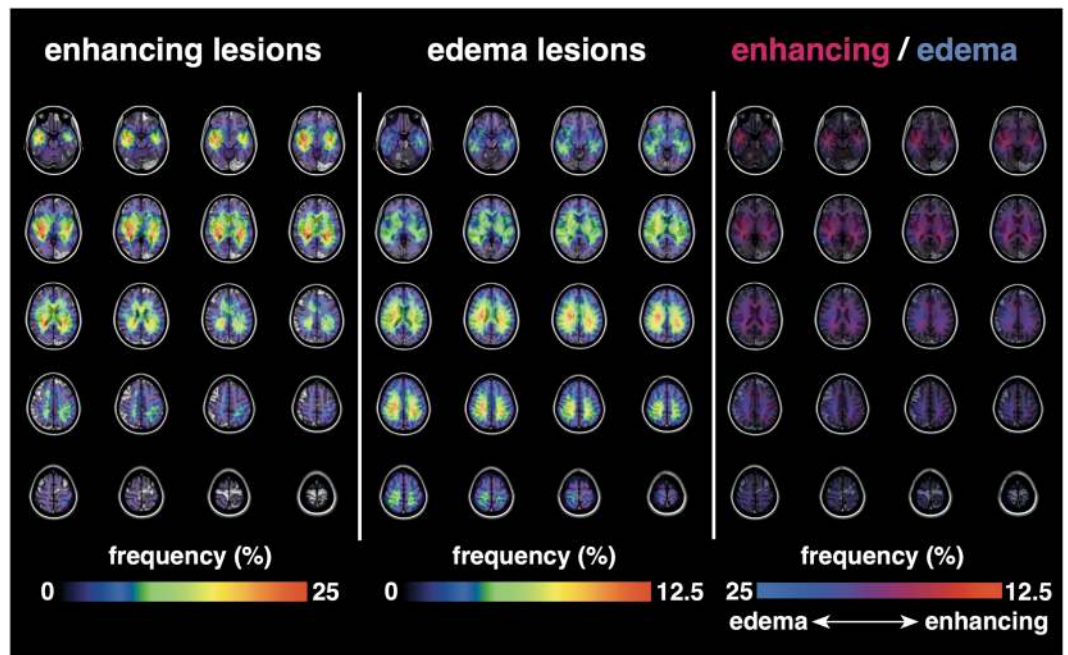 enhancing lesions
edema lesions
enhancing / edema
frequency (%)
frequency (%)
frequency (%)
0 25
0 12.5
25 12.5
edema enhancing